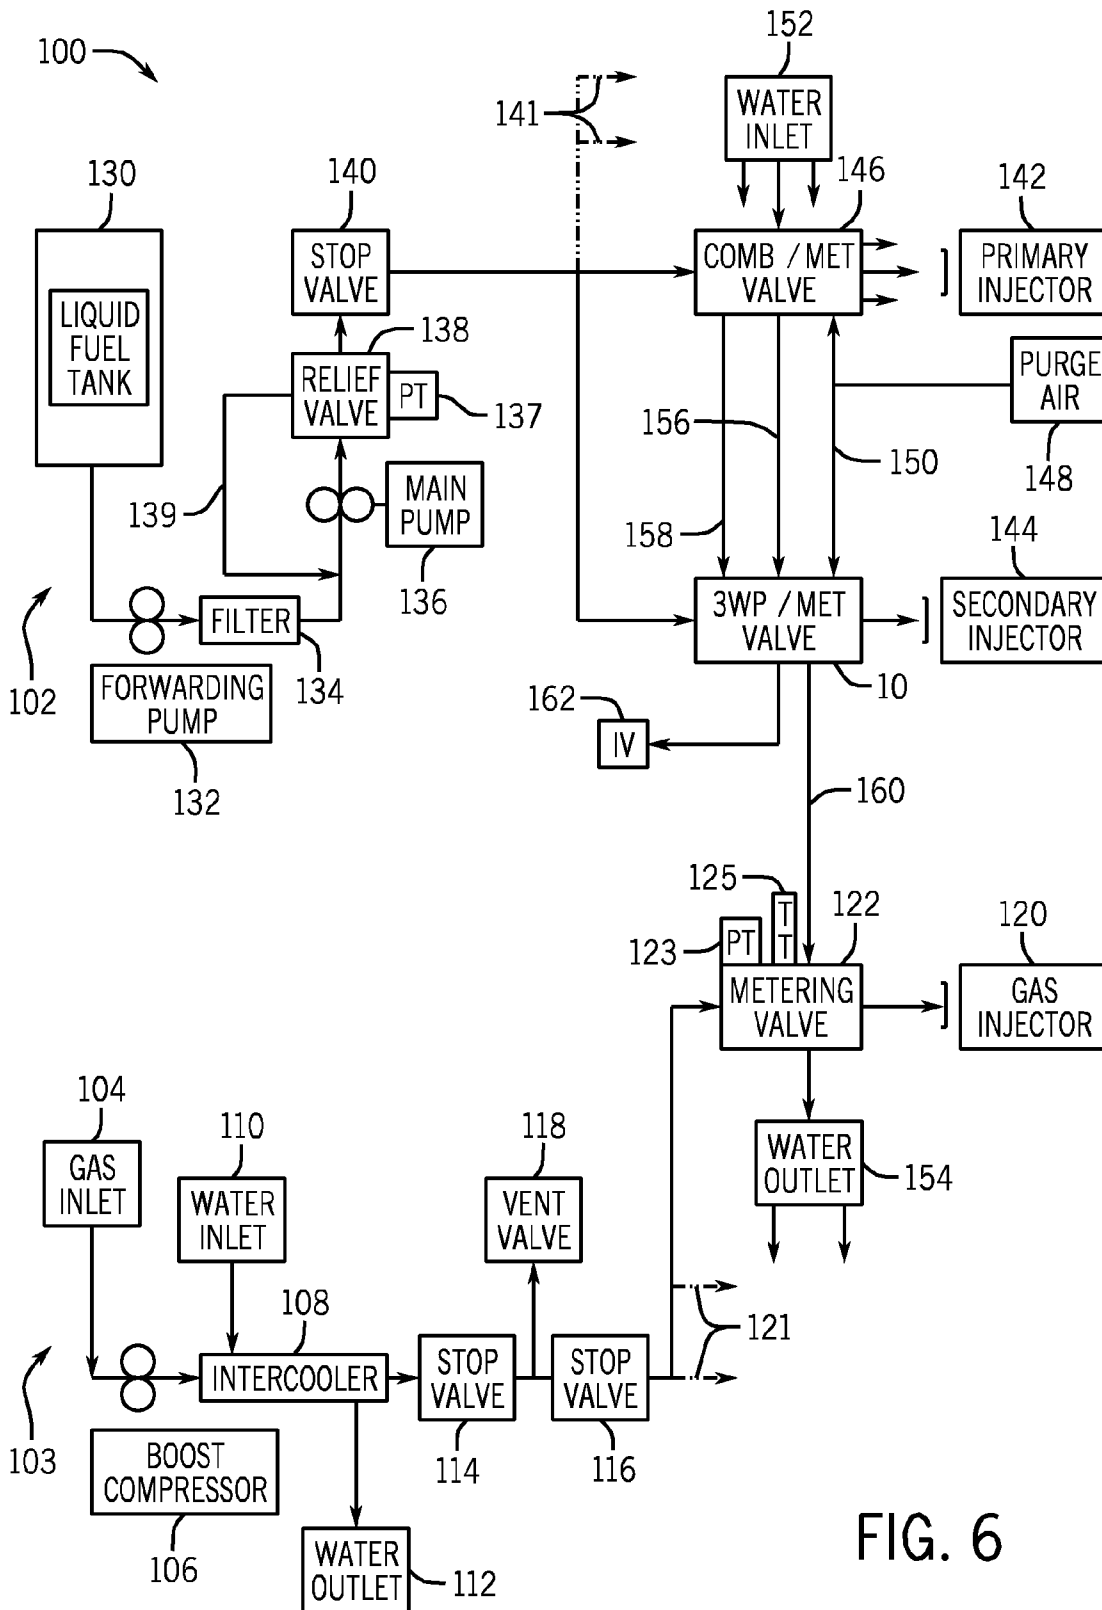 100
152
WATER
INLET
141
130
140
146
142
STOP
VALVE
COMB / MET
VALVE
PRIMARY
INJECTOR
LIQUID
FUEL
TANK
138
RELIEF
VALVE
PT
137
PURGE
AIR
148
156
150
139
MAIN
PUMP
136
158
144
FILTER
134
3WP / MET
VALVE
10
SECONDARY
INJECTOR
102
FORWARDING
PUMP
132
162
IV
160
125
T
T
122
120
123
PT
METERING
VALVE
GAS
INJECTOR
104
110
118
GAS
INLET
WATER
INLET
VENT
VALVE
WATER
OUTLET
154
108
121
103
INTERCOOLER
STOP
VALVE
STOP
VALVE
114
116
BOOST
COMPRESSOR
106
WATER
OUTLET
112
FIG. 6